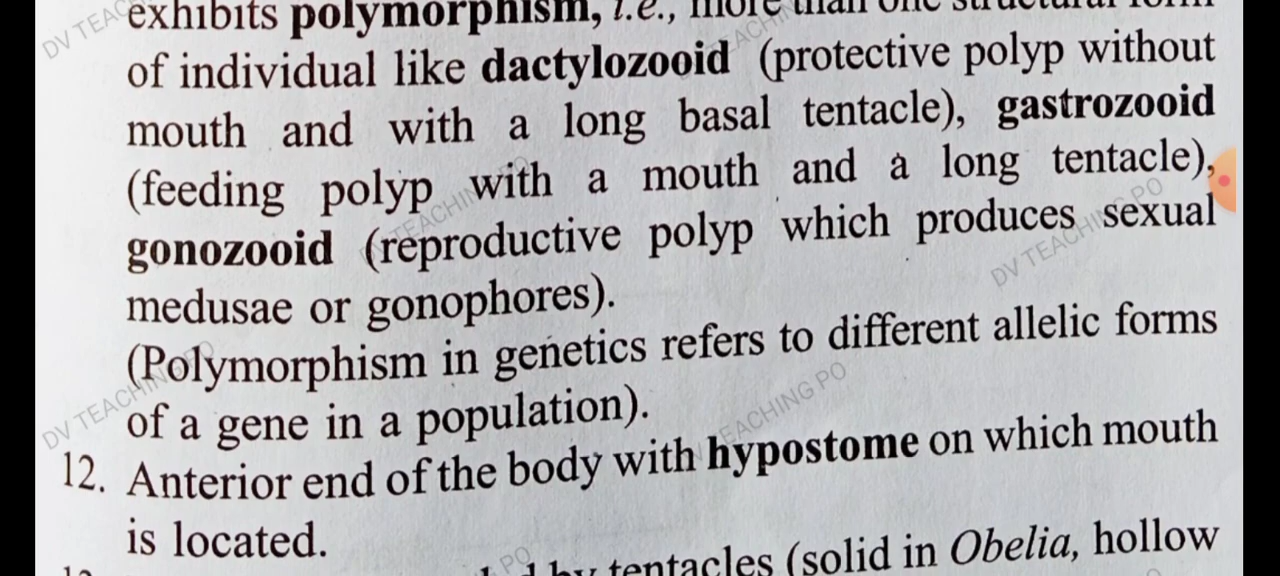 exhibits polymorphism, i.e., more than one structural form
of individual like dactylozooid (protective polyp without
mouth and with a long basal tentacle), gastrozooid
(feeding polyp with a mouth and a long tentacle),
gonozooid (reproductive polyp which produces sexual
medusae or gonophores).
(Polymorphism in genetics refers to different allelic forms
of a gene in a population).
12. Anterior end of the body with hypostome on which mouth
is located.
by tentacles (solid in Obelia, hollow
DV TEACHING PO